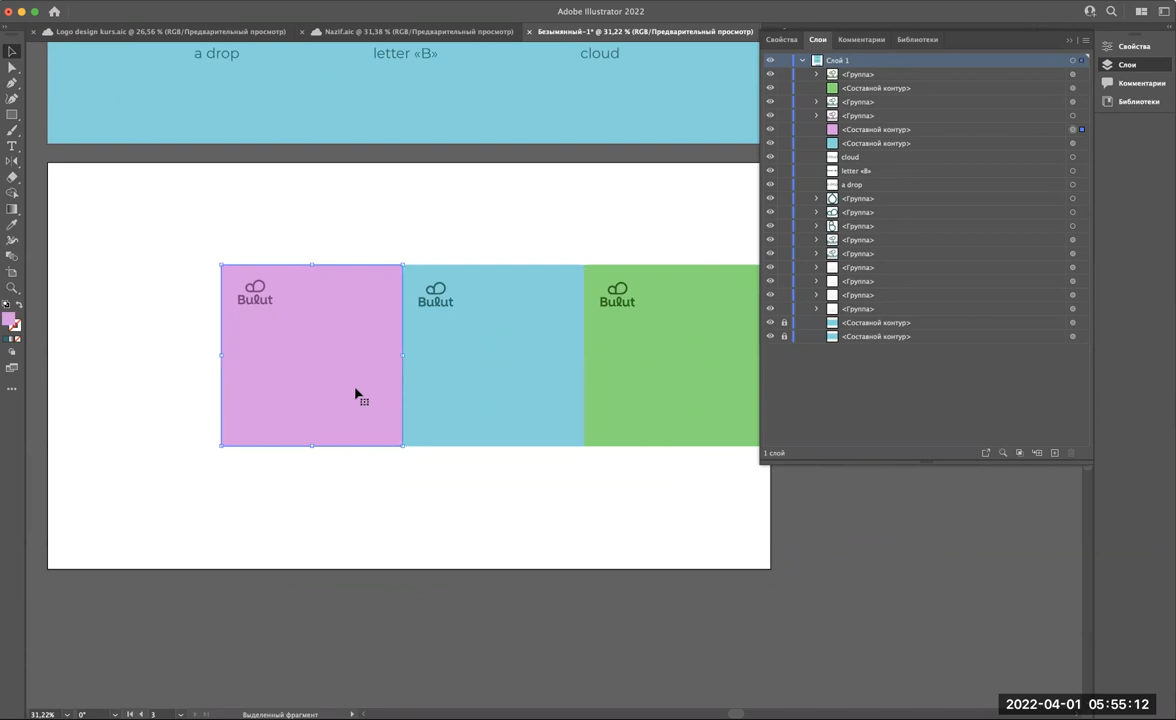 Adobe Illustrator 2022
Logo design kurs.aic @ 26,56 % (RGB/Предварительный просмотр)
Nazif.aic @ 31,38 % (RGB/Предварительный просмотр)
Безымянный-1* @ 31,22 % (RGB/Предварительный просмотр)
a drop
letter «B»
cloud
Свойства
Слои
Комментарии
Библиотеки
Слой 1
<Группа>
<Составной контур>
<Группа>
<Группа>
<Составной контур>
<Составной контур>
cloud
letter «B»
a drop
<Группа>
<Группа>
<Группа>
<Группа>
<Группа>
<Группа>
<Группа>
<Группа>
<Группа>
<Составной контур>
<Составной контур>
1 слой
Свойства
Слои
Комментарии
Библиотеки
Bulut
Bulut
Bulut
31,22%
0°
3
Выделенный фрагмент
2022-04-01 05:55:12